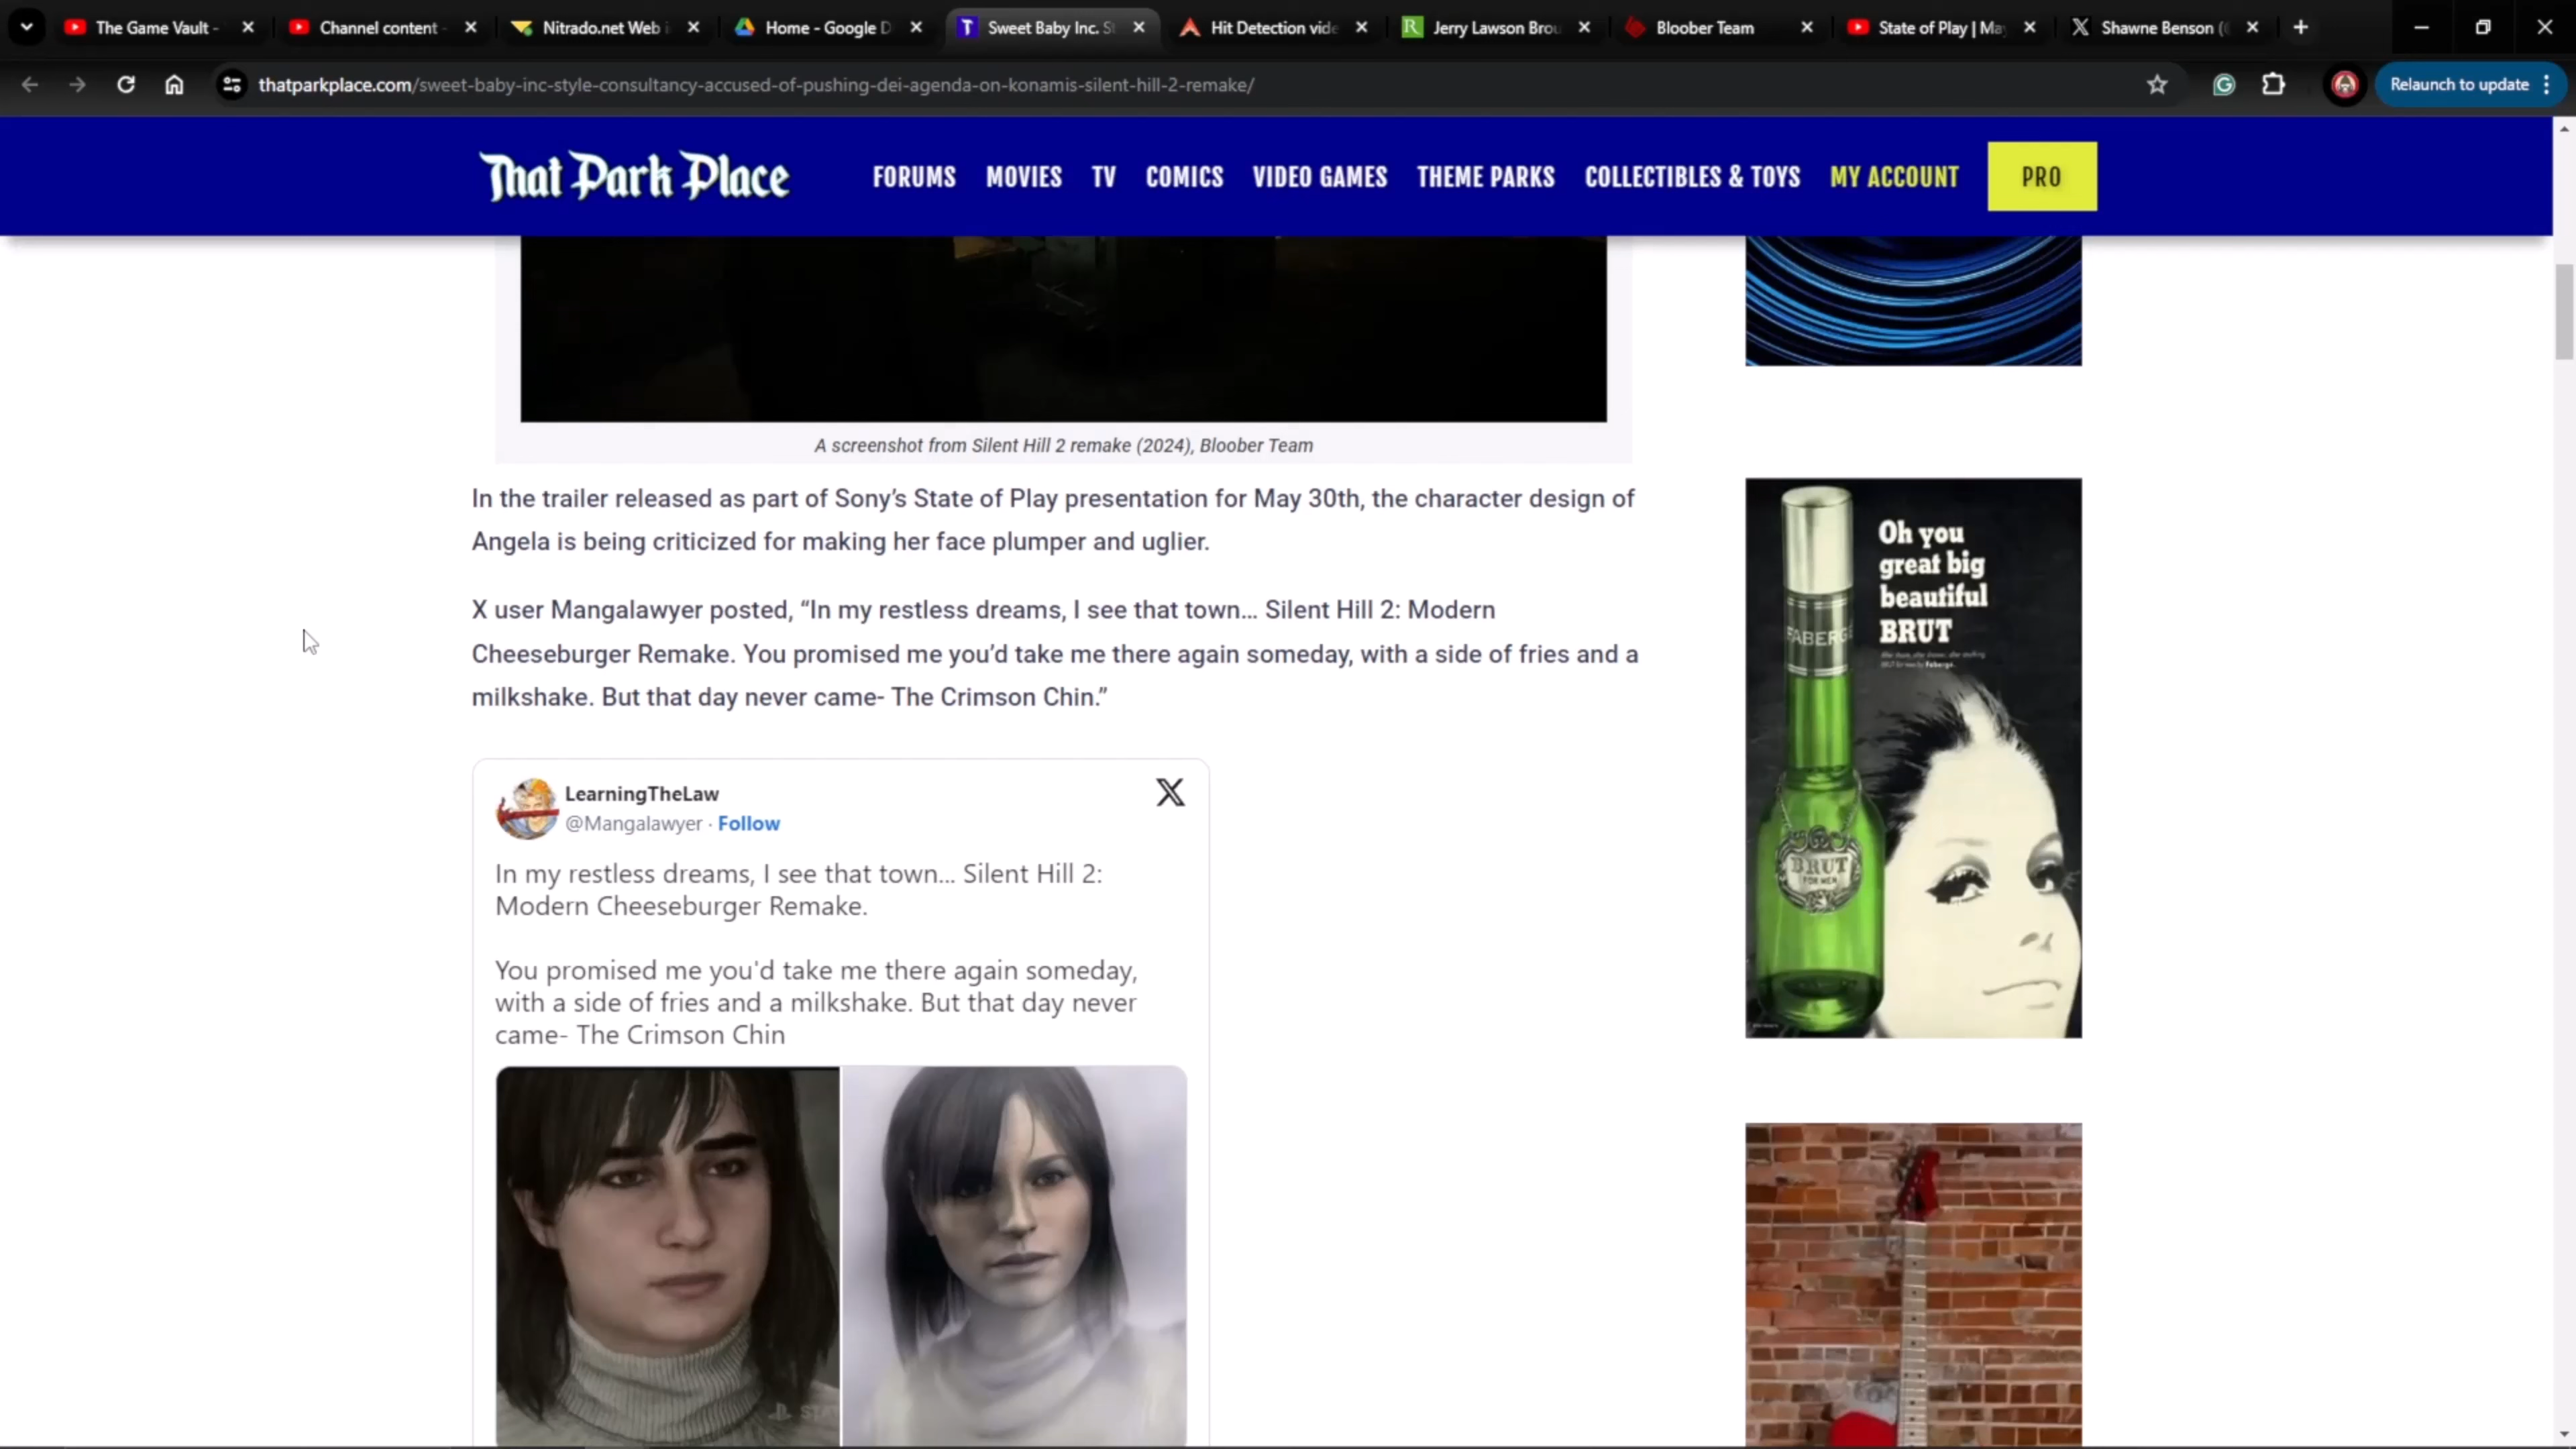 The Game Vault -
Channel content -
Nitrado.net Web i
Home - Google D
Sweet Baby Inc. S
Hit Detection vide
Jerry Lawson Brou
Bloober Team
State of Play | Ma
Shawne Benson (
thatparkplace.com/sweet-baby-inc-style-consultancy-accused-of-pushing-dei-agenda-on-konamis-silent-hill-2-remake/
Relaunch to update
That Park Place
FORUMS
MOVIES
TV
COMICS
VIDEO GAMES
THEME PARKS
COLLECTIBLES & TOYS
MY ACCOUNT
PRO
A screenshot from Silent Hill 2 remake (2024), Bloober Team
In the trailer released as part of Sony’s State of Play presentation for May 30th, the character design of
Angela is being criticized for making her face plumper and uglier.
X user Mangalawyer posted, “In my restless dreams, I see that town… Silent Hill 2: Modern
Cheeseburger Remake. You promised me you’d take me there again someday, with a side of fries and a
milkshake. But that day never came- The Crimson Chin.”
LearningTheLaw
@Mangalawyer · Follow
In my restless dreams, I see that town... Silent Hill 2:
Modern Cheeseburger Remake.
You promised me you'd take me there again someday,
with a side of fries and a milkshake. But that day never
came- The Crimson Chin
Oh you
great big
beautiful
BRUT
FABERG
BRUT
FOR MEN